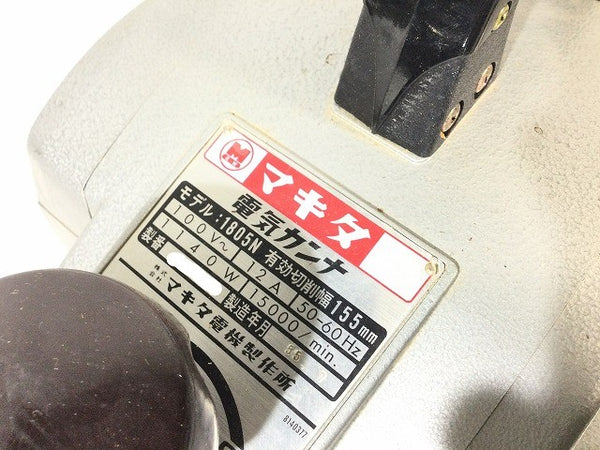 マキタ
電気カンナ
モデル:1805N 有効切削幅155mm
100V~ 12A 50-60Hz
1140W 15000/min.
製番 製造年月
株式会社 マキタ電機製作所
8140377